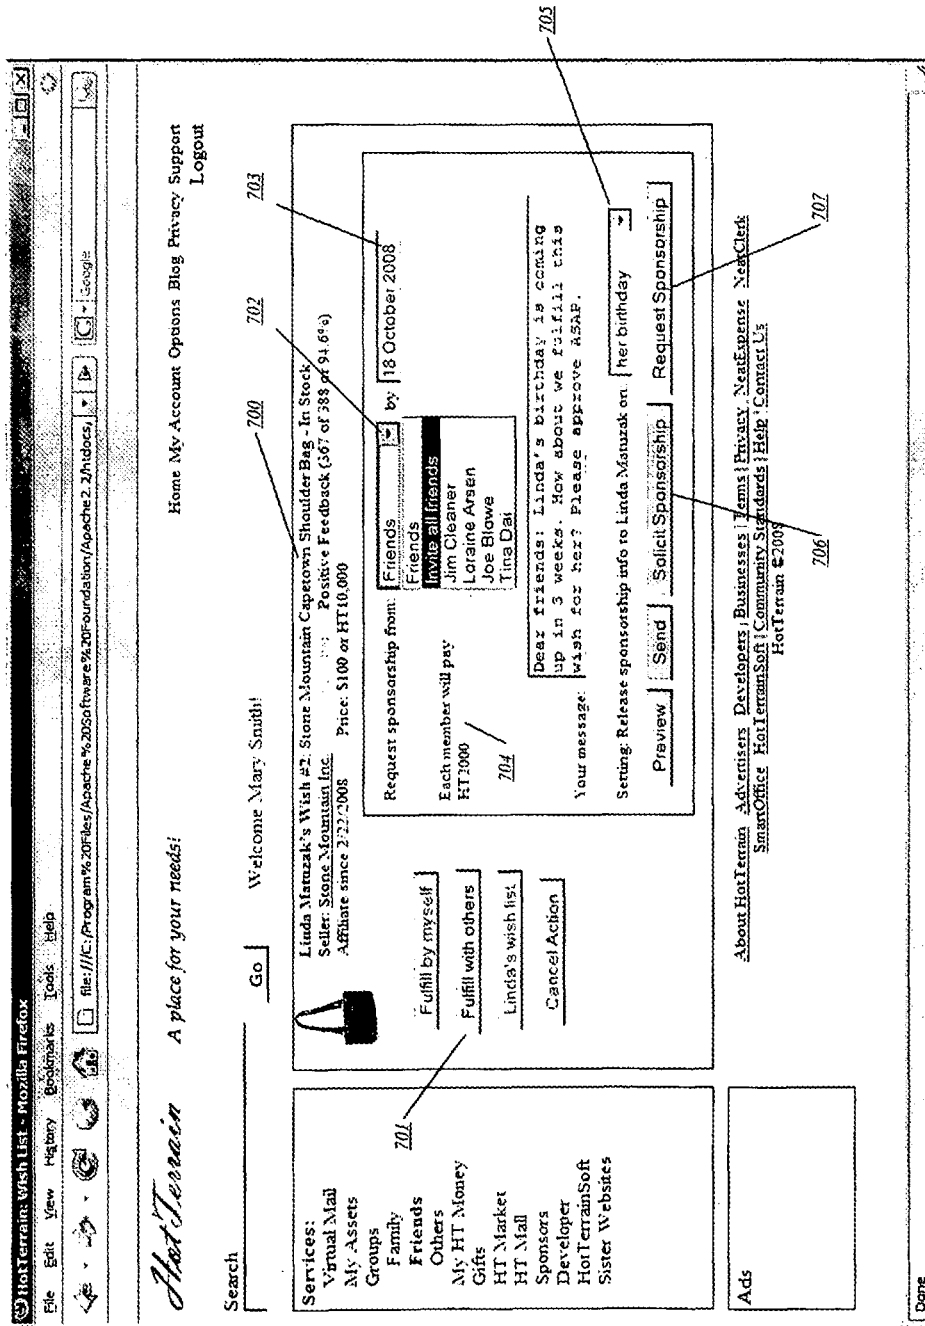 HotTerrain: Wish List - Mozilla Firefox
File Edit View History Bookmarks Tools Help
file:///C:/Program%20Files/Apache%20Software%20Foundation/Apache2.2/htdocs,
Google
HotTerrain A place for your needs!
Home My Account Options Blog Privacy Support
Logout
Search
Go
Welcome Mary Smith!
700
702
703
705
Services:
Virtual Mail
My Assets
Groups
Family
Friends
Others
My HT Money
Gifts
HT Market
HT Mall
Sponsors
Developer
HotTerrainSoft
Sister Websites
701
Linda Matuzak's Wish #2: Stone Mountain Capetown Shoulder Bag - In Stock
Seller: Stone Mountain Inc. Positive Feedback (367 of 388 or 94.6%)
Affiliate since 2/22/2008 Price: $100 or HT10,000
Fulfill by myself
Fulfill with others
Linda's wish list
Cancel Action
Request sponsorship from: Friends by 18 October 2008
Friends
Invite all friends
Jim Cleaner
Loraine Arsen
Joe Blowe
Tina Dai
Each member will pay
HT2000
704
Your message:
Dear friends: Linda's birthday is coming
up in 3 weeks. How about we fulfill this
wish for her? Please approve ASAP.
Setting: Release sponsorship info to Linda Matuzak on: her birthday
Preview Send Solicit Sponsorship Request Sponsorship
706
707
Ads
About HotTerrain Advertisers Developers | Businesses | Terms | Privacy NeatExpense NeatClerk
SmartOffice HotTerrainSoft | Community Standards | Help | Contact Us
HotTerrain ©2008
Done